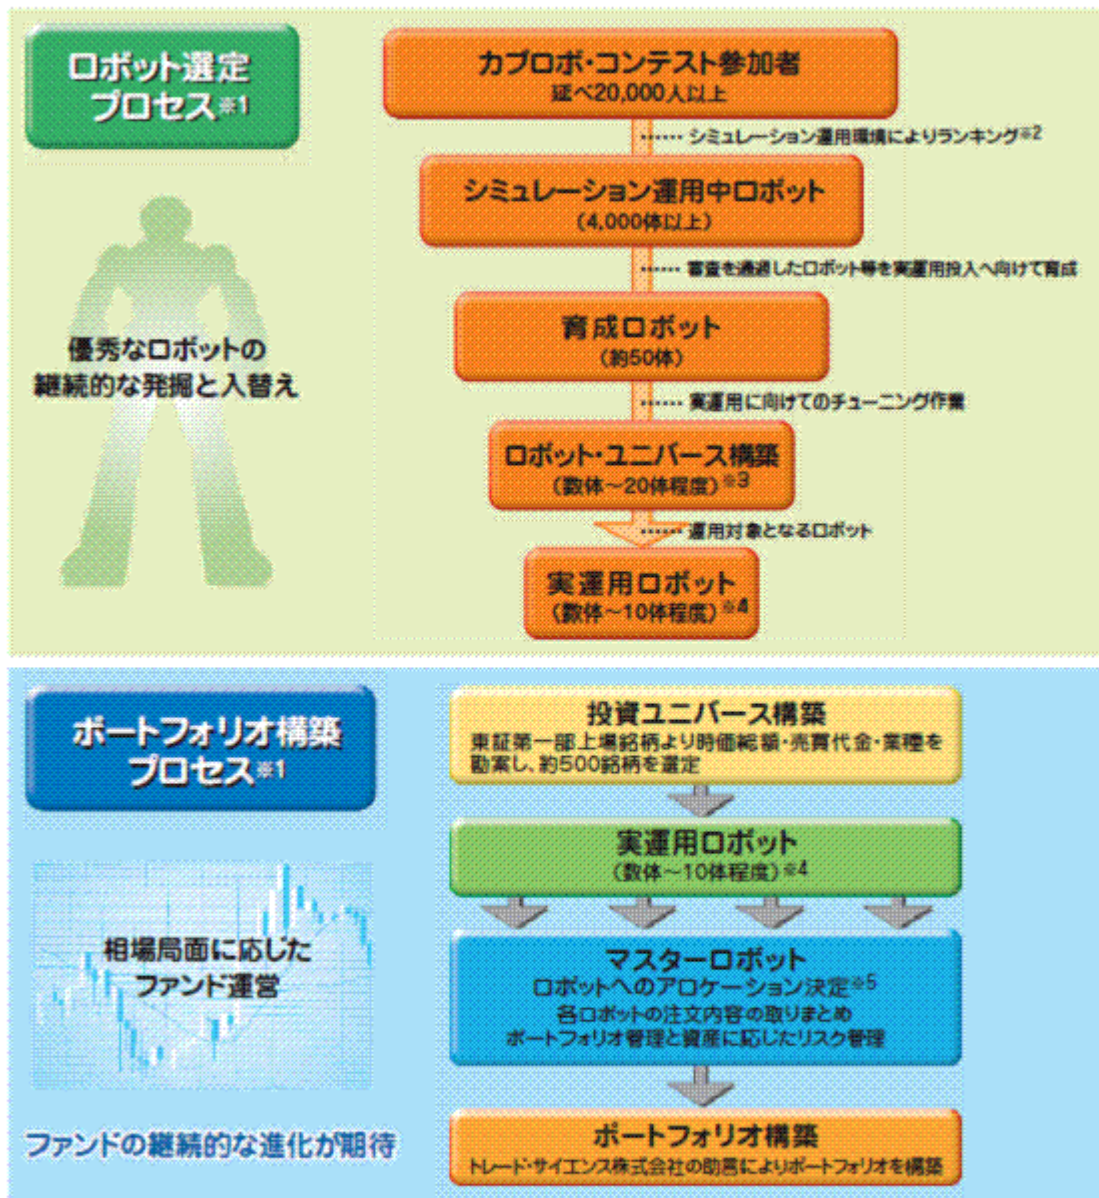 ロボット選定
プロセス※1
カブロボ・コンテスト参加者
延べ20,000人以上
……シミュレーション運用環境によりランキング※2
シミュレーション運用中ロボット
(4,000体以上)
……審査を通過したロボット等を実運用投入へ向けて育成
育成ロボット
(約50体)
……実運用に向けてのチューニング作業
優秀なロボットの
継続的な発掘と入替え
ロボット・ユニバース構築
(数体～20体程度)※3
……運用対象となるロボット
実運用ロボット
(数体～10体程度)※4
ポートフォリオ構築
プロセス※1
投資ユニバース構築
東証第一部上場銘柄より時価総額・売買代金・業種を
勘案し、約500銘柄を選定
実運用ロボット
(数体～10体程度)※4
相場局面に応じた
ファンド運営
マスターロボット
ロボットへのアロケーション決定※5
各ロボットの注文内容の取りまとめ
ポートフォリオ管理と資産に応じたリスク管理
ファンドの継続的な進化が期待
ポートフォリオ構築
トレード・サイエンス株式会社の助言によりポートフォリオを構築